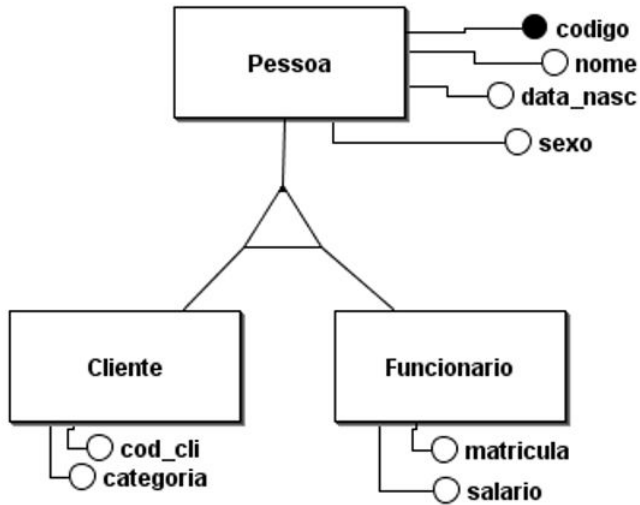 Pessoa
codigo
nome
data_nasc
sexo
Cliente
cod_cli
categoria
Funcionario
matricula
salario